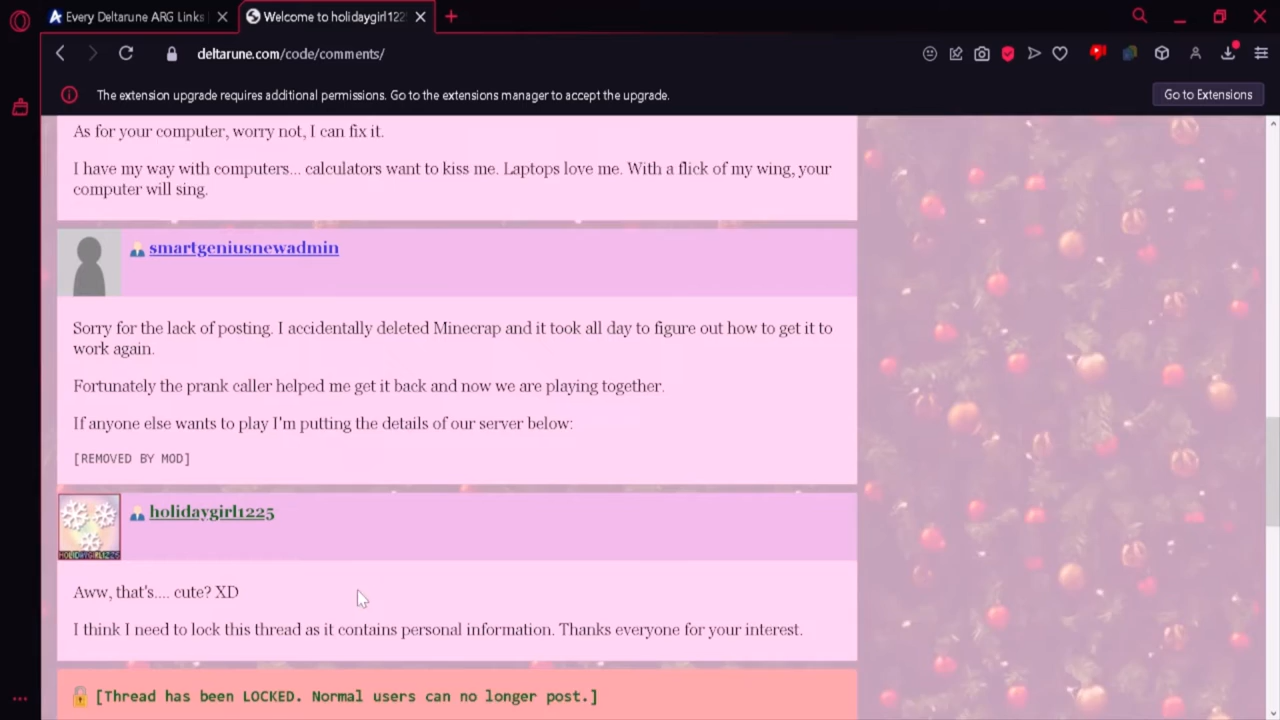 Every Deltarune ARG Links
Welcome to holidaygirl122
deltarune.com/code/comments/
The extension upgrade requires additional permissions. Go to the extensions manager to accept the upgrade.
Go to Extensions
As for your computer, worry not, I can fix it.
I have my way with computers... calculators want to kiss me. Laptops love me. With a flick of my wing, your
computer will sing.
smartgeniusnewadmin
Sorry for the lack of posting. I accidentally deleted Minecrap and it took all day to figure out how to get it to
work again.
Fortunately the prank caller helped me get it back and now we are playing together.
If anyone else wants to play I'm putting the details of our server below:
[REMOVED BY MOD]
HOLIDAYGIRL1225
holidaygirl1225
Aww, that's.... cute? XD
I think I need to lock this thread as it contains personal information. Thanks everyone for your interest.
[Thread has been LOCKED. Normal users can no longer post.]